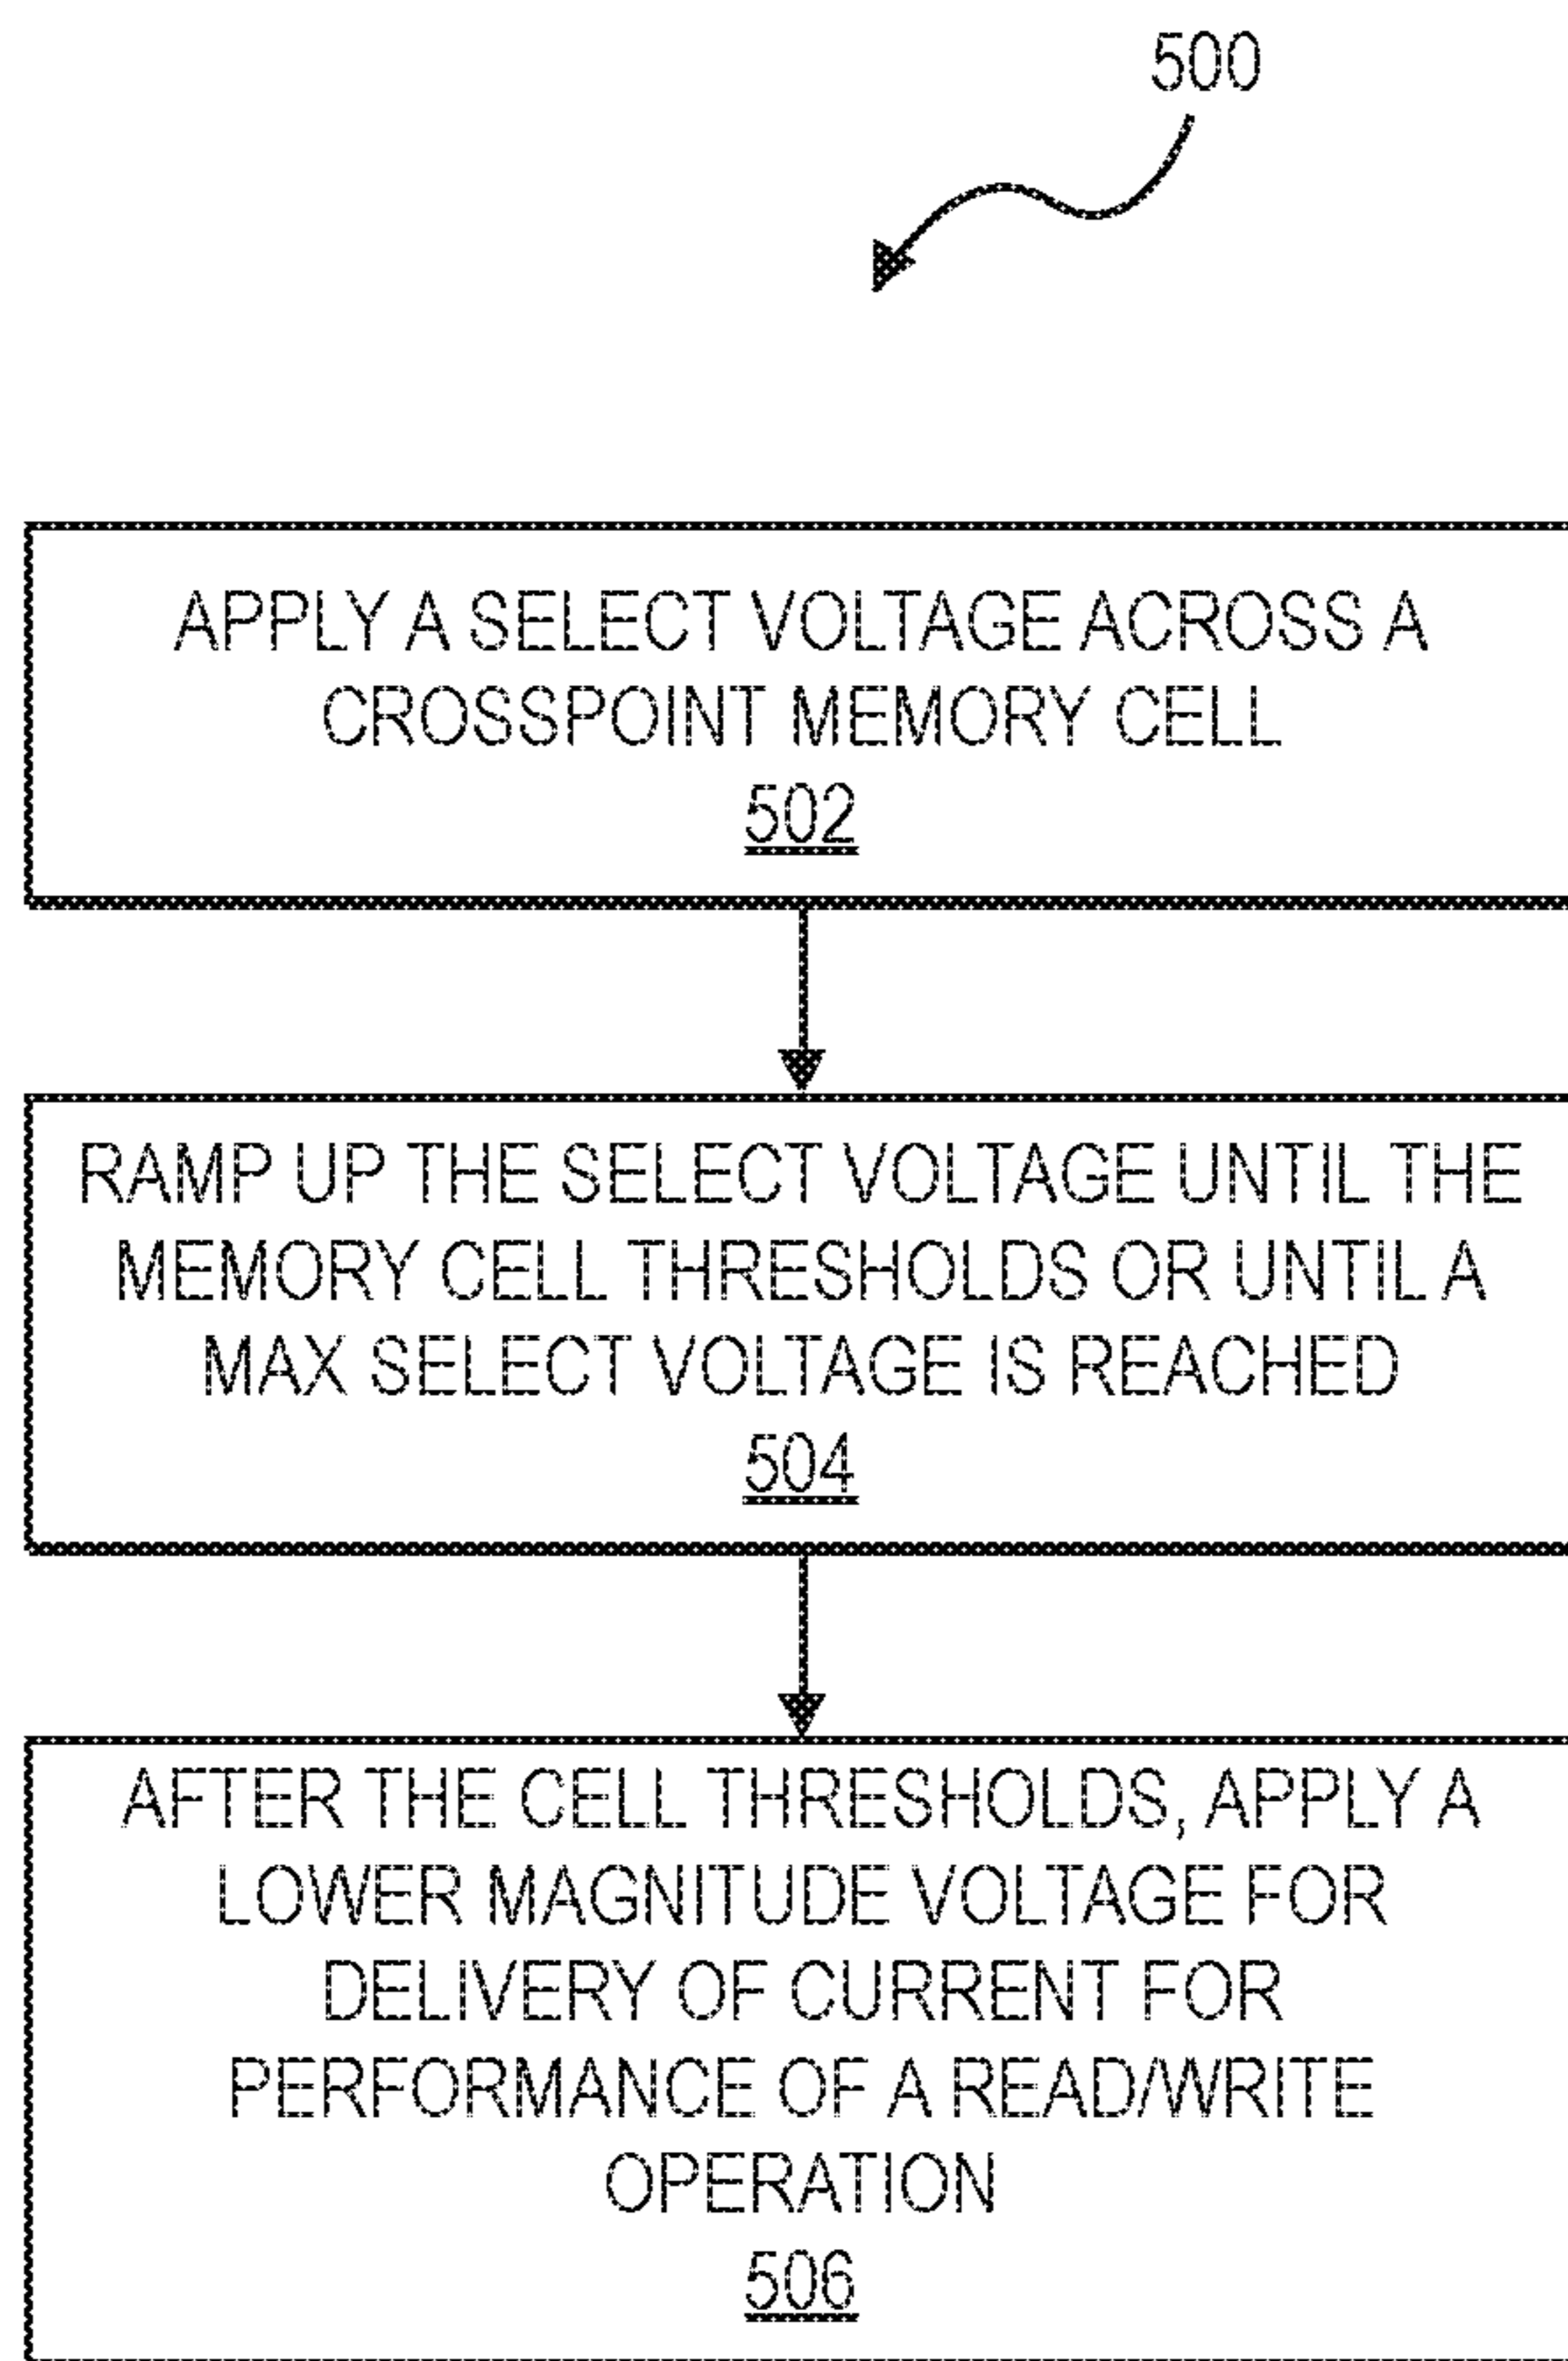 500
APPLY A SELECT VOLTAGE ACROSS A
CROSSPOINT MEMORY CELL
502
RAMP UP THE SELECT VOLTAGE UNTIL THE
MEMORY CELL THRESHOLDS OR UNTIL A
MAX SELECT VOLTAGE IS REACHED
504
AFTER THE CELL THRESHOLDS, APPLY A
LOWER MAGNITUDE VOLTAGE FOR
DELIVERY OF CURRENT FOR
PERFORMANCE OF A READ/WRITE
OPERATION
506